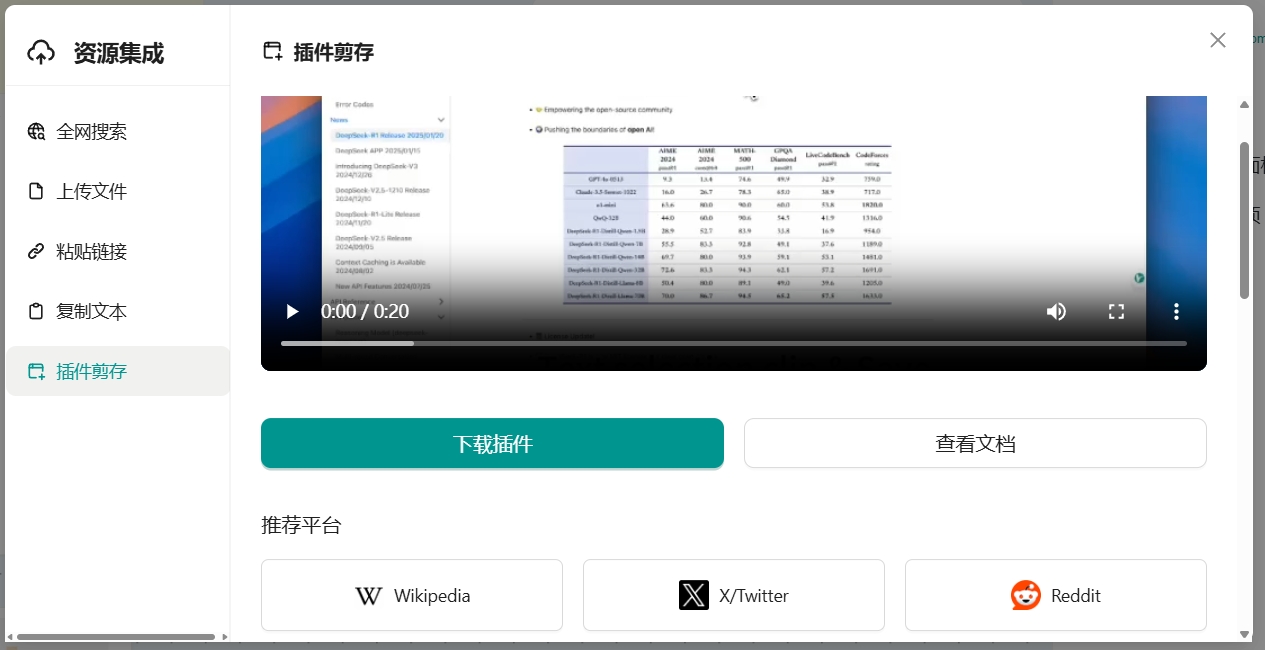 资源集成
全网搜索
上传文件
粘贴链接
复制文本
插件剪存
插件剪存
Error Codes
News
DeepSeek-R1 Release 2025/01/20
DeepSeek APP 2025/01/15
Introducing DeepSeek-V3
2024/12/26
DeepSeek-V2.5-1210 Release
2024/12/10
DeepSeek-R1-Lite Release
2024/11/20
DeepSeek-V2.5 Release
2024/09/05
Context Caching is Available
2024/08/02
New API Features 2024/07/25
API Reference
Empowering the open-source community
Pushing the boundaries of open AI!
AIME 2024 AIME 2024 MATH-500 GPQA Diamond LiveCodeBench CodeForces
pass@1 cons@64 pass@1 pass@1 pass@1 rating
GPT-4o-0513 9.3 13.4 74.6 49.9 32.9 759.0
Claude-3.5-Sonnet-1022 16.0 26.7 78.3 65.0 38.9 717.0
o1-mini 63.6 80.0 90.0 60.0 53.8 1820.0
QwQ-32B 44.0 60.0 90.6 54.5 41.9 1316.0
DeepSeek-R1-Distill-Qwen-1.5B 28.9 52.7 83.9 33.8 16.9 954.0
DeepSeek-R1-Distill-Qwen-7B 55.5 83.3 92.8 49.1 37.6 1189.0
DeepSeek-R1-Distill-Qwen-14B 69.7 80.0 93.9 59.1 53.1 1481.0
DeepSeek-R1-Distill-Qwen-32B 72.6 83.3 94.3 62.1 57.2 1691.0
DeepSeek-R1-Distill-Llama-8B 50.4 80.0 89.1 49.0 39.6 1205.0
DeepSeek-R1-Distill-Llama-70B 70.0 86.7 94.5 65.2 57.5 1633.0
0:00 / 0:20
下载插件
查看文档
推荐平台
Wikipedia
X/Twitter
Reddit